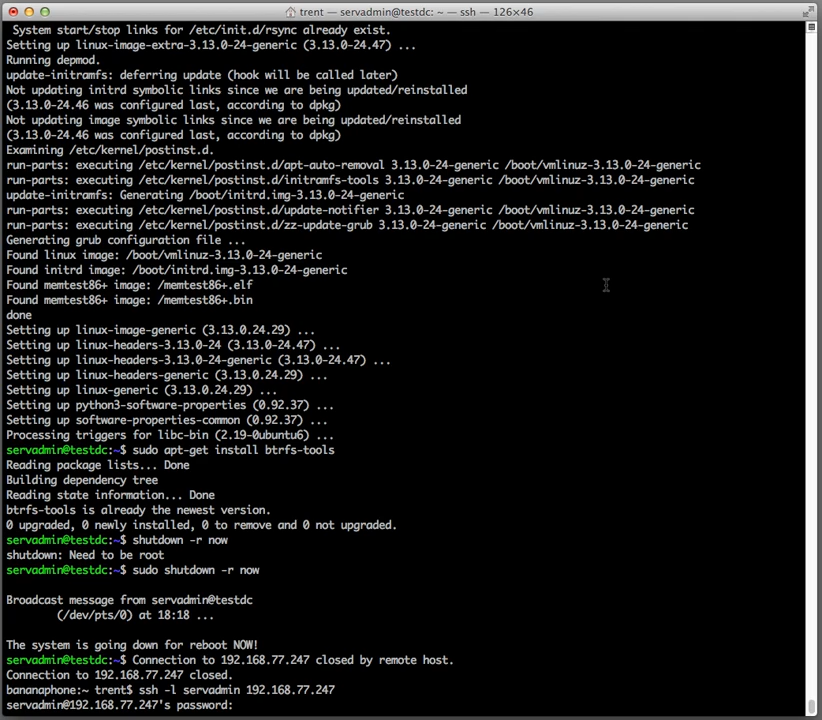 trent — servadmin@testdc: ~ — ssh — 126×46
System start/stop links for /etc/init.d/rsync already exist.
Setting up linux-image-extra-3.13.0-24-generic (3.13.0-24.47) ...
Running depmod.
update-initramfs: deferring update (hook will be called later)
Not updating initrd symbolic links since we are being updated/reinstalled
(3.13.0-24.46 was configured last, according to dpkg)
Not updating image symbolic links since we are being updated/reinstalled
(3.13.0-24.46 was configured last, according to dpkg)
Examining /etc/kernel/postinst.d.
run-parts: executing /etc/kernel/postinst.d/apt-auto-removal 3.13.0-24-generic /boot/vmlinuz-3.13.0-24-generic
run-parts: executing /etc/kernel/postinst.d/initramfs-tools 3.13.0-24-generic /boot/vmlinuz-3.13.0-24-generic
update-initramfs: Generating /boot/initrd.img-3.13.0-24-generic
run-parts: executing /etc/kernel/postinst.d/update-notifier 3.13.0-24-generic /boot/vmlinuz-3.13.0-24-generic
run-parts: executing /etc/kernel/postinst.d/zz-update-grub 3.13.0-24-generic /boot/vmlinuz-3.13.0-24-generic
Generating grub configuration file ...
Found linux image: /boot/vmlinuz-3.13.0-24-generic
Found initrd image: /boot/initrd.img-3.13.0-24-generic
Found memtest86+ image: /memtest86+.elf
Found memtest86+ image: /memtest86+.bin
done
Setting up linux-image-generic (3.13.0.24.29) ...
Setting up linux-headers-3.13.0-24 (3.13.0-24.47) ...
Setting up linux-headers-3.13.0-24-generic (3.13.0-24.47) ...
Setting up linux-headers-generic (3.13.0.24.29) ...
Setting up linux-generic (3.13.0.24.29) ...
Setting up python3-software-properties (0.92.37) ...
Setting up software-properties-common (0.92.37) ...
Processing triggers for libc-bin (2.19-0ubuntu6) ...
servadmin@testdc:~$ sudo apt-get install btrfs-tools
Reading package lists... Done
Building dependency tree
Reading state information... Done
btrfs-tools is already the newest version.
0 upgraded, 0 newly installed, 0 to remove and 0 not upgraded.
servadmin@testdc:~$ shutdown -r now
shutdown: Need to be root
servadmin@testdc:~$ sudo shutdown -r now
Broadcast message from servadmin@testdc
(/dev/pts/0) at 18:18 ...
The system is going down for reboot NOW!
servadmin@testdc:~$ Connection to 192.168.77.247 closed by remote host.
Connection to 192.168.77.247 closed.
bananaphone:~ trent$ ssh -l servadmin 192.168.77.247
servadmin@192.168.77.247's password: